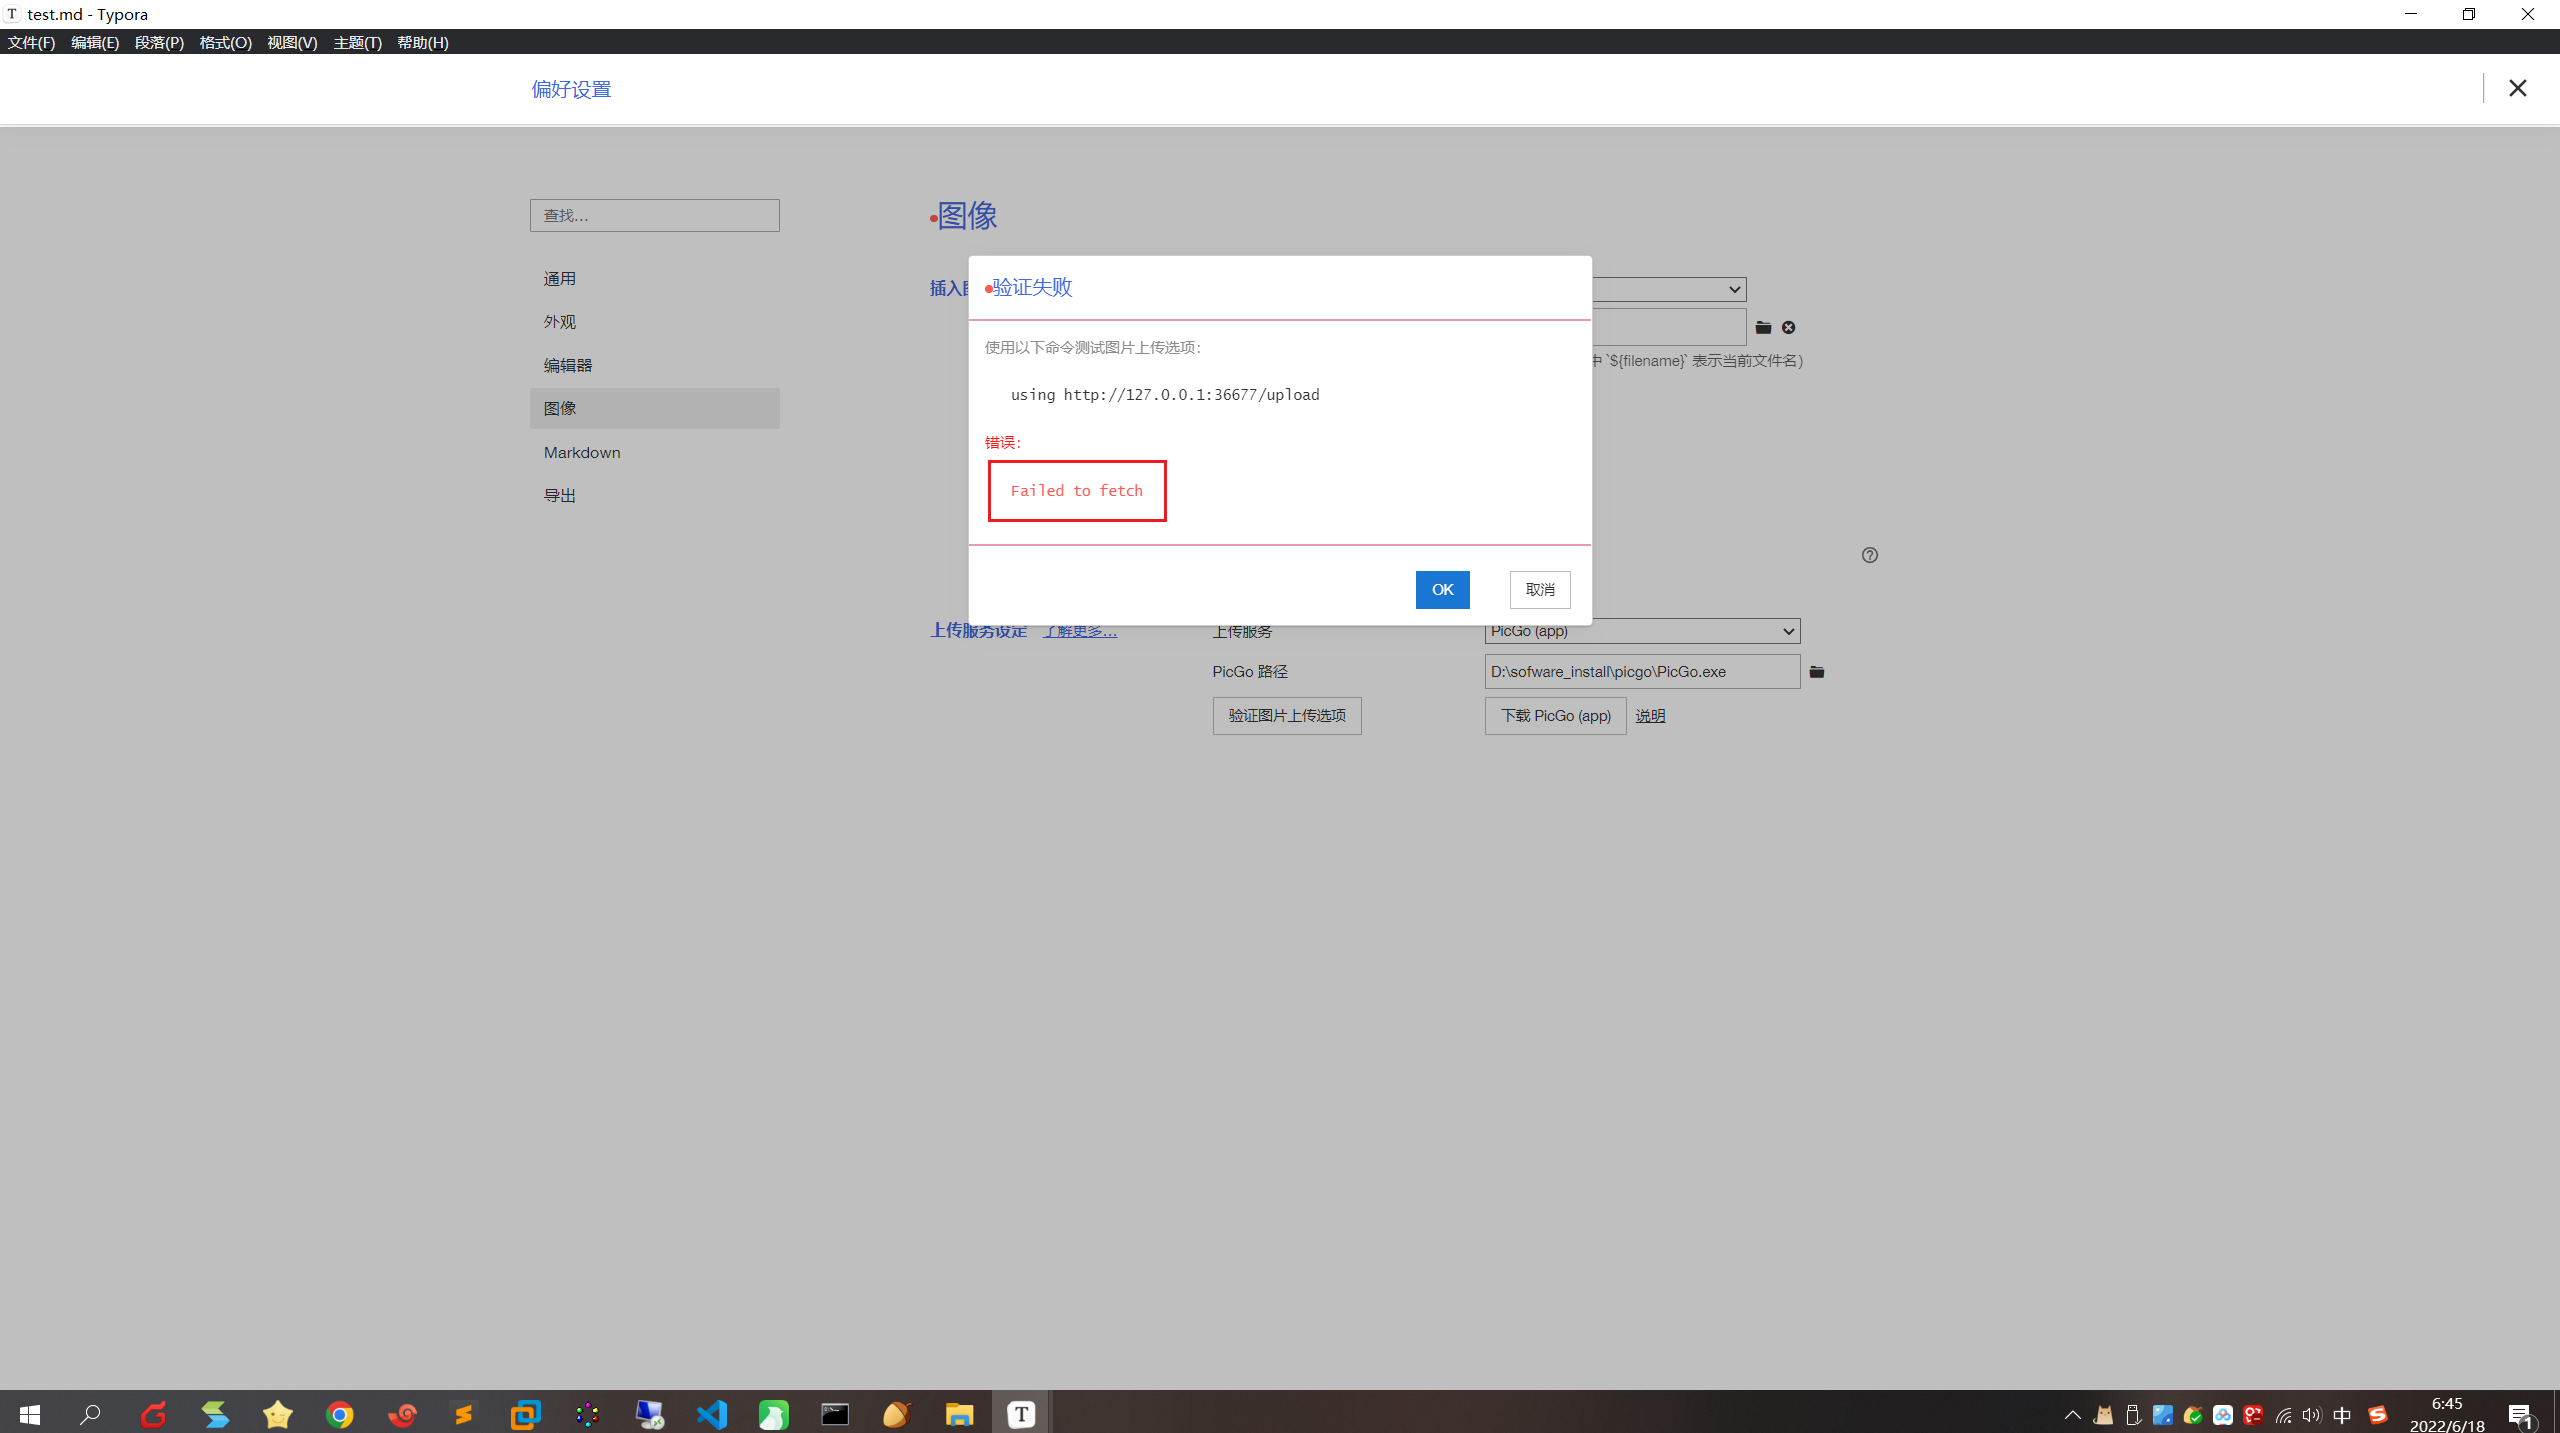 test.md - Typora
文件(F) 编辑(E) 段落(P) 格式(O) 视图(V) 主题(T) 帮助(H)
偏好设置
查找...
通用
外观
编辑器
图像
Markdown
导出
图像
插入
`${filename}` 表示当前文件名)
验证失败
使用以下命令测试图片上传选项:
using http://127.0.0.1:36677/upload
错误:
Failed to fetch
OK 取消
上传服务设定 了解更多... 上传服务 PicGo (app)
PicGo 路径 D:\sofware_install\picgo\PicGo.exe
验证图片上传选项 下载 PicGo (app) 说明
中
6:45
2022/6/18
1